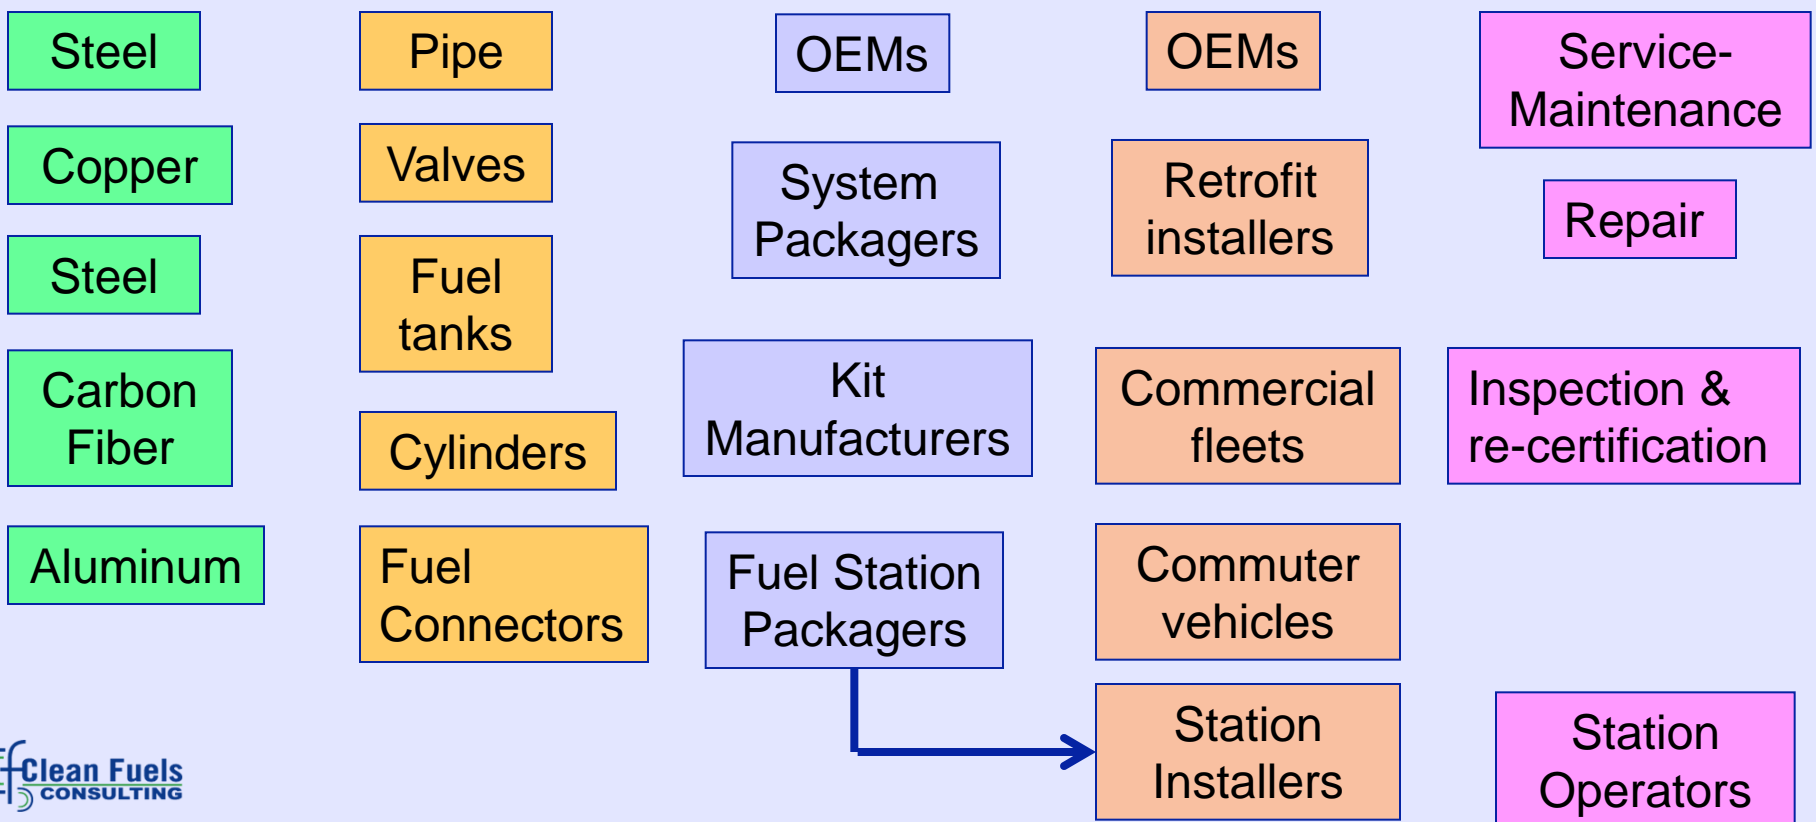 Steel
Copper
Steel
Carbon
Fiber
Aluminum
Pipe
Valves
Fuel
tanks
Cylinders
Fuel
Connectors
OEMs
System
Packagers
Kit
Manufacturers
Fuel Station
Packagers
OEMs
Retrofit
installers
Commercial
fleets
Commuter
vehicles
Station
Installers
Service-
Maintenance
Repair
Inspection &
re-certification
Station
Operators
Clean Fuels
CONSULTING